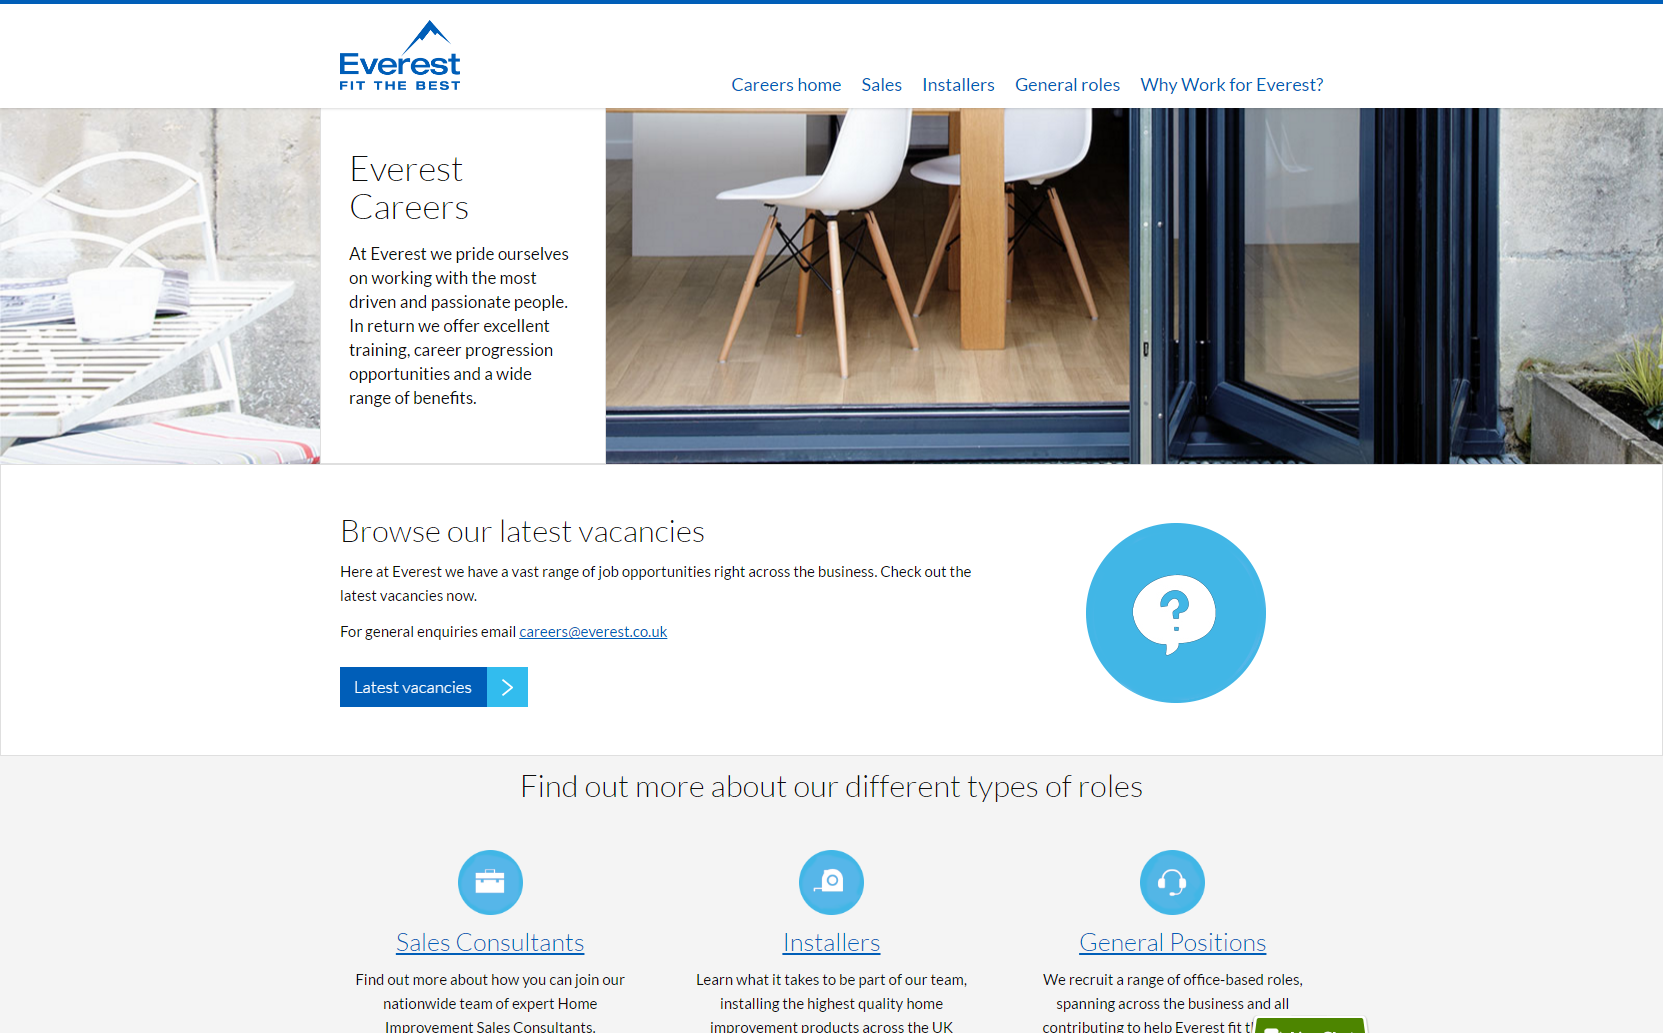 Everest
FIT THE BEST
Careers home Sales Installers General roles Why Work for Everest?
Everest
Careers
At Everest we pride ourselves
on working with the most
driven and passionate people.
In return we offer excellent
training, career progression
opportunities and a wide
range of benefits.
Browse our latest vacancies
Here at Everest we have a vast range of job opportunities right across the business. Check out the
latest vacancies now.
For general enquiries email careers@everest.co.uk
Latest vacancies
?
Find out more about our different types of roles
Sales Consultants
Find out more about how you can join our
nationwide team of expert Home
Improvement Sales Consultants.
Installers
Learn what it takes to be part of our team,
installing the highest quality home
improvement products across the UK
General Positions
We recruit a range of office-based roles,
spanning across the business and all
contributing to help Everest fit